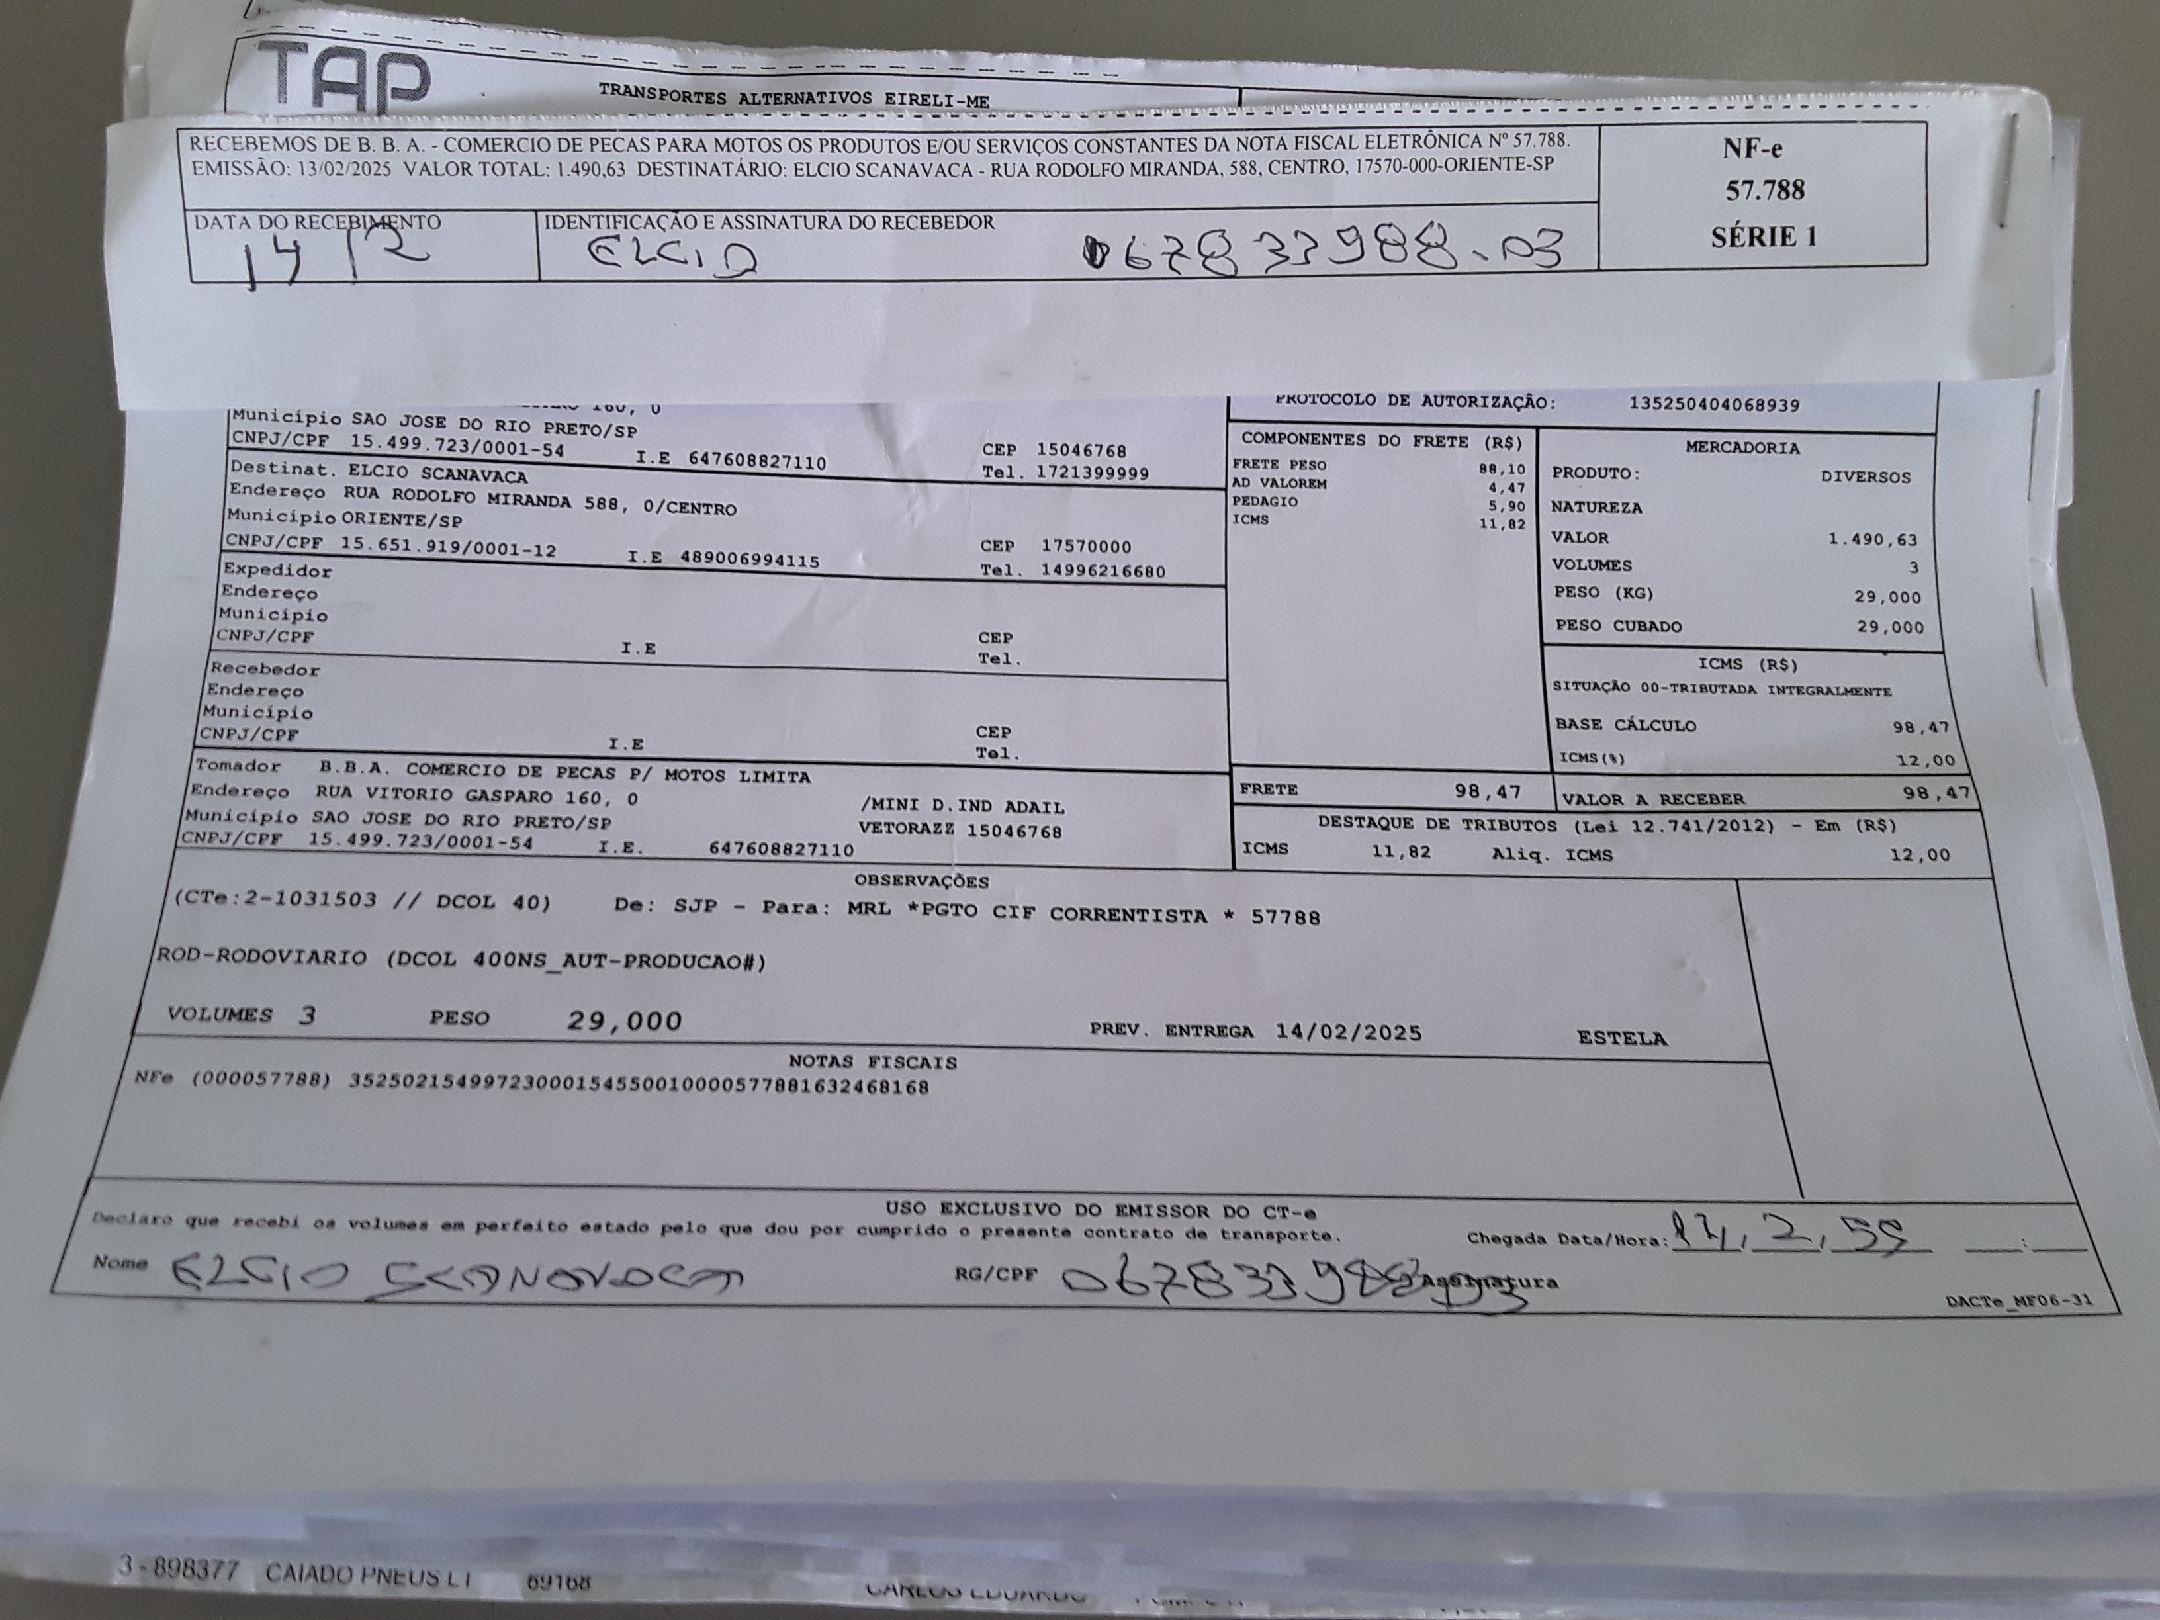 TAP
TRANSPORTES ALTERNATIVOS EIRELI-ME
RECEBEMOS DE B. B. A. - COMERCIO DE PECAS PARA MOTOS OS PRODUTOS E/OU SERVIÇOS CONSTANTES DA NOTA FISCAL ELETRÔNICA Nº 57.788.
EMISSÃO: 13/02/2025 VALOR TOTAL: 1.490,63 DESTINATÁRIO: ELCIO SCANAVACA - RUA RODOLFO MIRANDA, 588, CENTRO, 17570-000-ORIENTE-SP
NF-e
57.788
SÉRIE 1
DATA DO RECEBIMENTO
14/2
IDENTIFICAÇÃO E ASSINATURA DO RECEBEDOR
ELCIO 067833988-03
160, 0
Município SAO JOSE DO RIO PRETO/SP
CNPJ/CPF 15.499.723/0001-54 I.E 647608827110
CEP 15046768
Tel. 1721399999
Destinat. ELCIO SCANAVACA
Endereço RUA RODOLFO MIRANDA 588, 0/CENTRO
Município ORIENTE/SP
CNPJ/CPF 15.651.919/0001-12 I.E 489006994115
CEP 17570000
Tel. 14996216680
Expedidor
Endereço
Município
CNPJ/CPF I.E
CEP
Tel.
Recebedor
Endereço
Município
CNPJ/CPF I.E
CEP
Tel.
Tomador B.B.A. COMERCIO DE PECAS P/ MOTOS LIMITA
Endereço RUA VITORIO GASPARO 160, 0 /MINI D.IND ADAIL
Município SAO JOSE DO RIO PRETO/SP VETORAZZ 15046768
CNPJ/CPF 15.499.723/0001-54 I.E. 647608827110
PROTOCOLO DE AUTORIZAÇÃO: 135250404068939
COMPONENTES DO FRETE (R$)
FRETE PESO 88,10
AD VALOREM 4,47
PEDAGIO 5,90
ICMS 11,82
MERCADORIA
PRODUTO: DIVERSOS
NATUREZA
VALOR 1.490,63
VOLUMES 3
PESO (KG) 29,000
PESO CUBADO 29,000
ICMS (R$)
SITUAÇÃO 00-TRIBUTADA INTEGRALMENTE
BASE CÁLCULO 98,47
ICMS(%) 12,00
FRETE 98,47
VALOR A RECEBER 98,47
DESTAQUE DE TRIBUTOS (Lei 12.741/2012) - Em (R$)
ICMS 11,82 Aliq. ICMS 12,00
OBSERVAÇÕES
(CTe:2-1031503 // DCOL 40) De: SJP - Para: MRL *PGTO CIF CORRENTISTA * 57788
ROD-RODOVIARIO (DCOL 400NS_AUT-PRODUCAO#)
VOLUMES 3 PESO 29,000 PREV. ENTREGA 14/02/2025 ESTELA
NOTAS FISCAIS
NFe (000057788) 35250215499723000154550010000577881632468168
USO EXCLUSIVO DO EMISSOR DO CT-e
Declaro que recebi os volumes em perfeito estado pelo que dou por cumprido o presente contrato de transporte.
Chegada Data/Hora: 14, 2, __:__
Nome ELCIO SCANAVACA RG/CPF 067833988 03 Assinatura
DACTe_MF06-31
3 - 898377 CAIADO PNEUS LT 69168
CARLOS EDUARDO